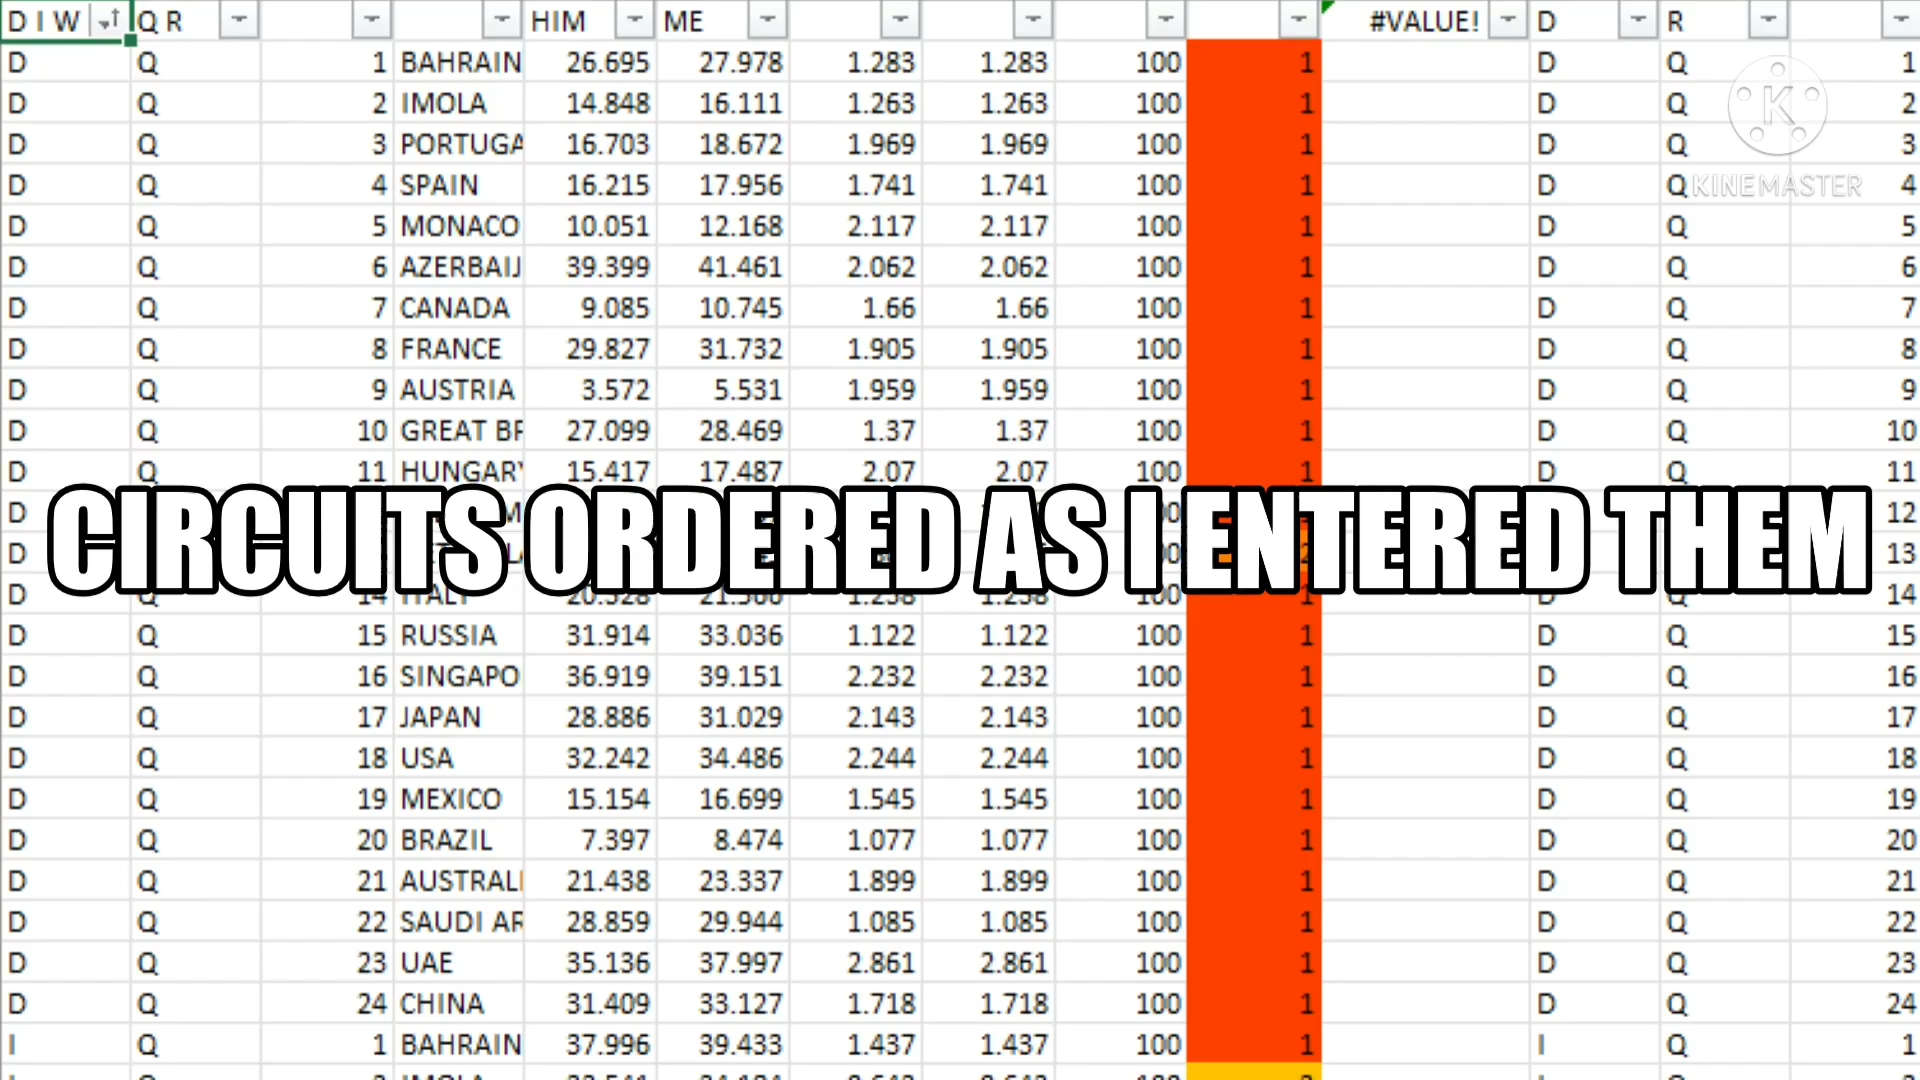 D I W Q R HIM ME #VALUE! D R
D Q 1 BAHRAIN 26.695 27.978 1.283 1.283 100 1 D Q 1
D Q 2 IMOLA 14.848 16.111 1.263 1.263 100 1 D Q 2
D Q 3 PORTUGA 16.703 18.672 1.969 1.969 100 1 D Q 3
D Q 4 SPAIN 16.215 17.956 1.741 1.741 100 1 D Q KINEMASTER 4
D Q 5 MONACO 10.051 12.168 2.117 2.117 100 1 D Q 5
D Q 6 AZERBAIJ 39.399 41.461 2.062 2.062 100 1 D Q 6
D Q 7 CANADA 9.085 10.745 1.66 1.66 100 1 D Q 7
D Q 8 FRANCE 29.827 31.732 1.905 1.905 100 1 D Q 8
D Q 9 AUSTRIA 3.572 5.531 1.959 1.959 100 1 D Q 9
D Q 10 GREAT BR 27.099 28.469 1.37 1.37 100 1 D Q 10
D Q 11 HUNGARY 15.417 17.487 2.07 2.07 100 1 D Q 11
D 12
CIRCUITS ORDERED AS I ENTERED THEM
D 13
D Q 14 ITALY 100 1 D Q 14
D Q 15 RUSSIA 31.914 33.036 1.122 1.122 100 1 D Q 15
D Q 16 SINGAPO 36.919 39.151 2.232 2.232 100 1 D Q 16
D Q 17 JAPAN 28.886 31.029 2.143 2.143 100 1 D Q 17
D Q 18 USA 32.242 34.486 2.244 2.244 100 1 D Q 18
D Q 19 MEXICO 15.154 16.699 1.545 1.545 100 1 D Q 19
D Q 20 BRAZIL 7.397 8.474 1.077 1.077 100 1 D Q 20
D Q 21 AUSTRALI 21.438 23.337 1.899 1.899 100 1 D Q 21
D Q 22 SAUDI AR 28.859 29.944 1.085 1.085 100 1 D Q 22
D Q 23 UAE 35.136 37.997 2.861 2.861 100 1 D Q 23
D Q 24 CHINA 31.409 33.127 1.718 1.718 100 1 D Q 24
I Q 1 BAHRAIN 37.996 39.433 1.437 1.437 100 1 I Q 1